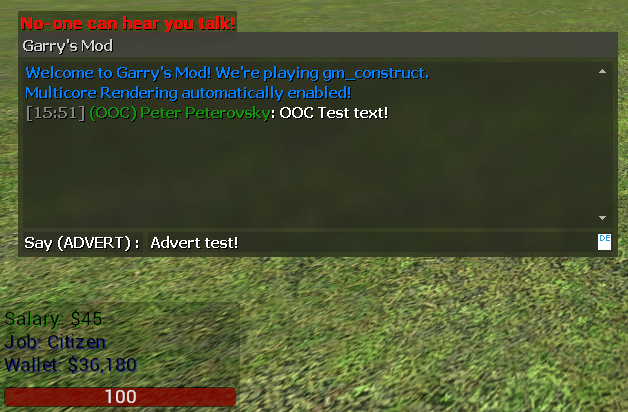 No-one can hear you talk!
Garry's Mod
Welcome to Garry's Mod! We're playing gm_construct.
Multicore Rendering automatically enabled!
[15:51] (OOC) Peter Peterovsky: OOC Test text!
Say (ADVERT) : Advert test!
DE
Salary: $45
Job: Citizen
Wallet: $36,180
100